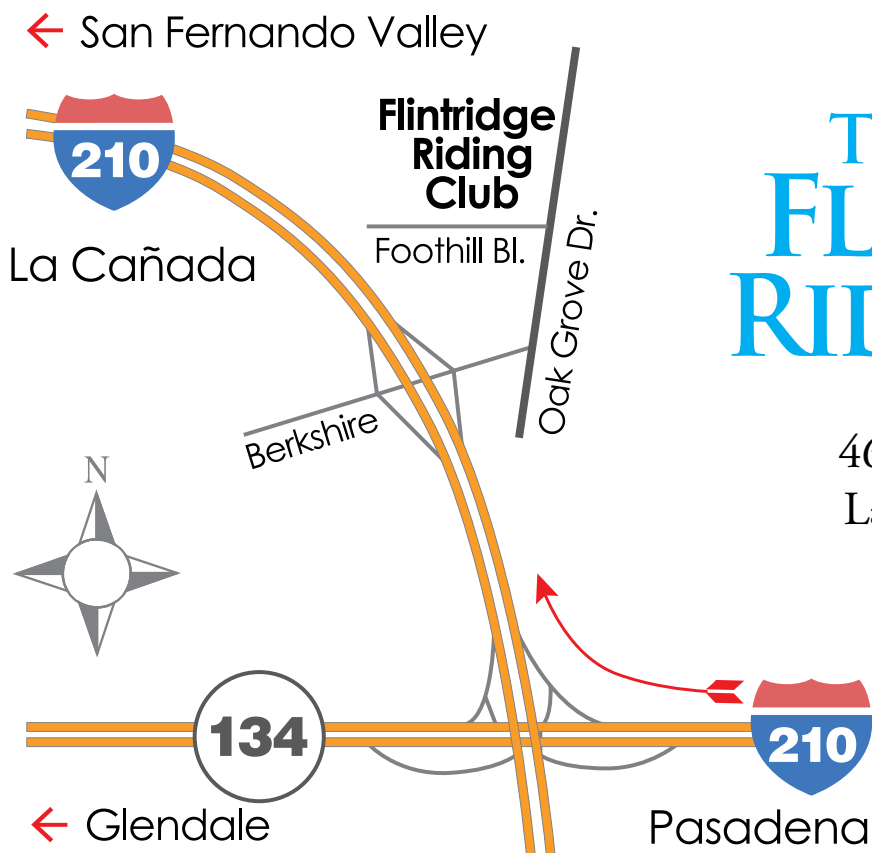 ← San Fernando Valley
Flintridge
Riding
Club
210
La Cañada
Foothill Bl.
Oak Grove Dr.
Berkshire
N
134
210
← Glendale
Pasadena